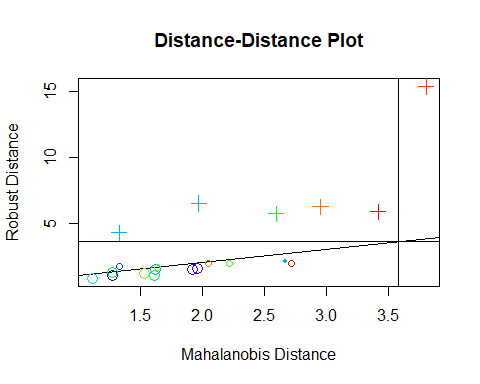 Distance-Distance Plot
Robust Distance
15
10
5
1.5 2.0 2.5 3.0 3.5
Mahalanobis Distance